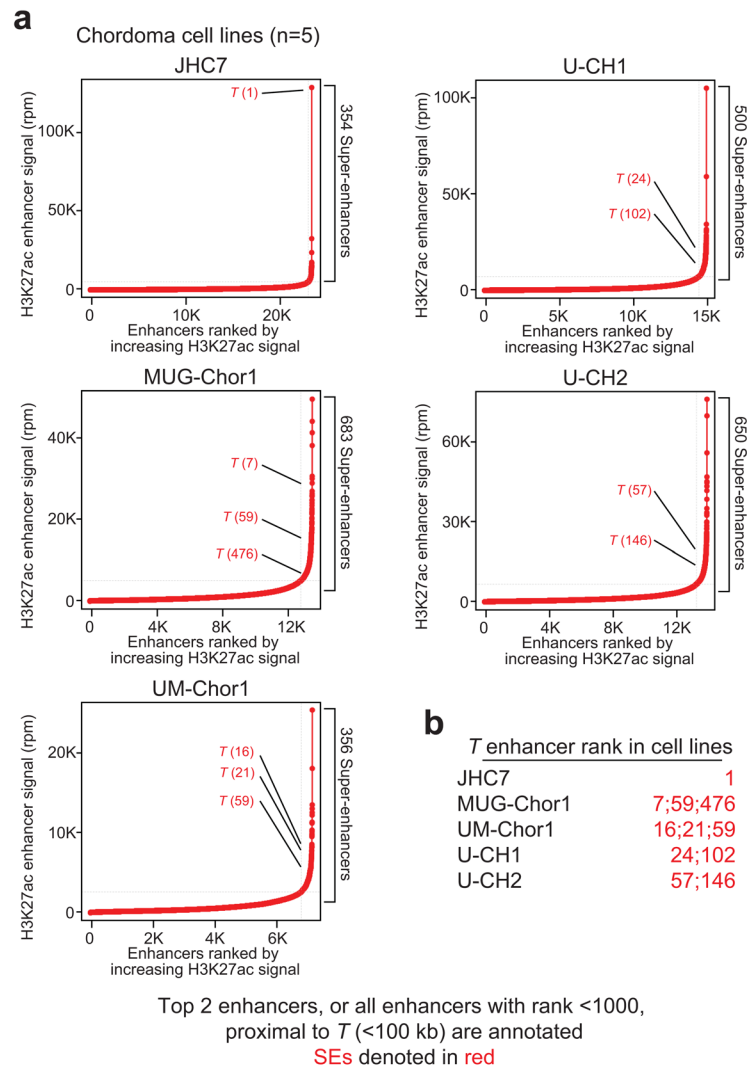 a
Chordoma cell lines (n=5)
JHC7
H3K27ac enhancer signal (rpm)
100K
50K
0
T (1)
354 Super-enhancers
0
10K
20K
Enhancers ranked by
increasing H3K27ac signal
U-CH1
H3K27ac enhancer signal (rpm)
100K
50K
0
T (24)
T (102)
500 Super-enhancers
0
5K
10K
15K
Enhancers ranked by
increasing H3K27ac signal
MUG-Chor1
H3K27ac enhancer signal (rpm)
40K
20K
0
T (7)
T (59)
T (476)
683 Super-enhancers
0
4K
8K
12K
Enhancers ranked by
increasing H3K27ac signal
U-CH2
H3K27ac enhancer signal (rpm)
60K
30K
0
T (57)
T (146)
650 Super-enhancers
0
4K
8K
12K
Enhancers ranked by
increasing H3K27ac signal
UM-Chor1
H3K27ac enhancer signal (rpm)
20K
10K
0
T (16)
T (21)
T (59)
356 Super-enhancers
0
2K
4K
6K
Enhancers ranked by
increasing H3K27ac signal
b
T enhancer rank in cell lines
JHC7 1
MUG-Chor1 7;59;476
UM-Chor1 16;21;59
U-CH1 24;102
U-CH2 57;146
Top 2 enhancers, or all enhancers with rank <1000,
proximal to T (<100 kb) are annotated
SEs denoted in red